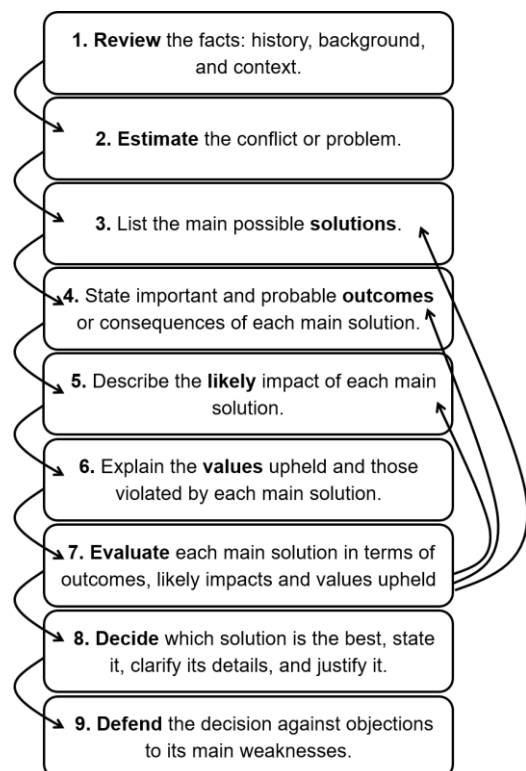 1. Review the facts: history, background,
and context.
2. Estimate the conflict or problem.
3. List the main possible solutions.
4. State important and probable outcomes
or consequences of each main solution.
5. Describe the likely impact of each main
solution.
6. Explain the values upheld and those
violated by each main solution.
7. Evaluate each main solution in terms of
outcomes, likely impacts and values upheld
8. Decide which solution is the best, state
it, clarify its details, and justify it.
9. Defend the decision against objections
to its main weaknesses.